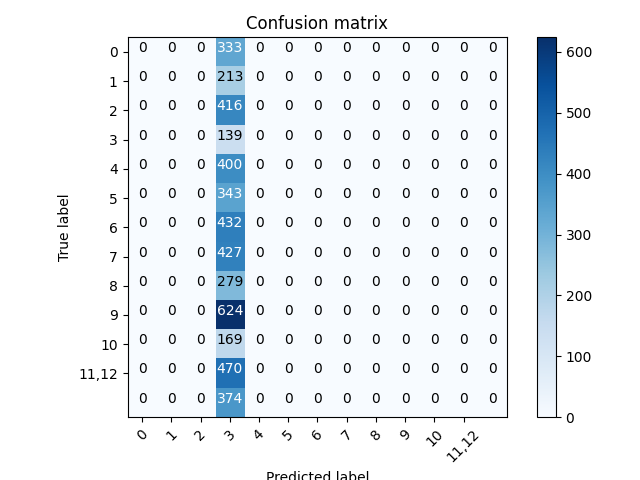 Confusion matrix
0 0 0 0 333 0 0 0 0 0 0 0 0 0 600
1 0 0 0 213 0 0 0 0 0 0 0 0 0
2 0 0 0 416 0 0 0 0 0 0 0 0 0 500
3 0 0 0 139 0 0 0 0 0 0 0 0 0
4 0 0 0 400 0 0 0 0 0 0 0 0 0 400
5 0 0 0 343 0 0 0 0 0 0 0 0 0
6 0 0 0 432 0 0 0 0 0 0 0 0 0 300
7 0 0 0 427 0 0 0 0 0 0 0 0 0
8 0 0 0 279 0 0 0 0 0 0 0 0 0 200
9 0 0 0 624 0 0 0 0 0 0 0 0 0
10 0 0 0 169 0 0 0 0 0 0 0 0 0 100
11,12 0 0 0 470 0 0 0 0 0 0 0 0 0
0 0 0 374 0 0 0 0 0 0 0 0 0 0
True label
0 1 2 3 4 5 6 7 8 9 10 11,12
Predicted label